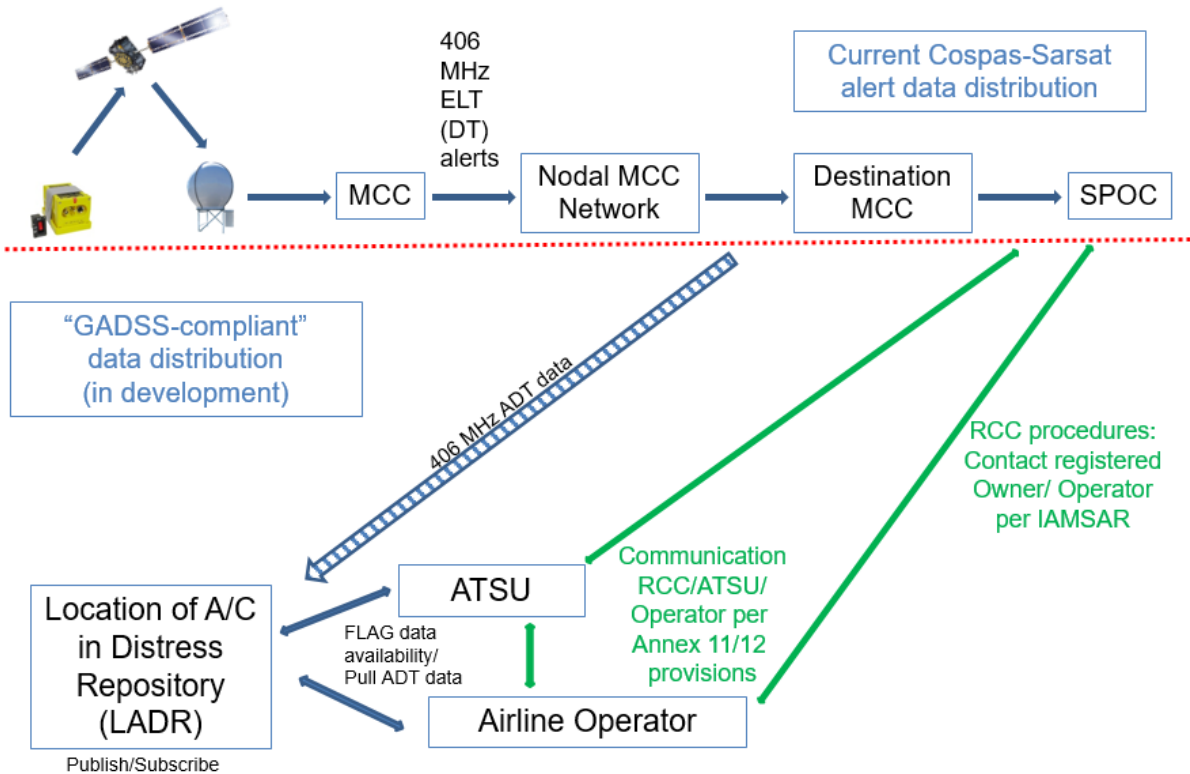 406
MHz
ELT
(DT)
alerts
Current Cospas-Sarsat
alert data distribution
MCC
Nodal MCC
Network
Destination
MCC
SPOC
“GADSS-compliant”
data distribution
(in development)
406 MHz ADT data
RCC procedures:
Contact registered
Owner/ Operator
per IAMSAR
Communication
RCC/ATSU/
Operator per
Annex 11/12
provisions
ATSU
Location of A/C
in Distress
Repository
(LADR)
FLAG data
availability/
Pull ADT data
Airline Operator
Publish/Subscribe